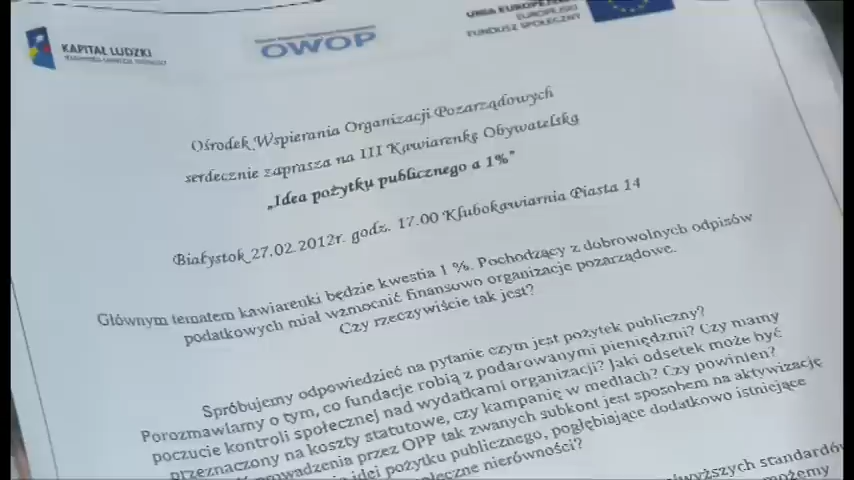 KAPITAŁ LUDZKI
OWOP
UNIA EUROPEJSKA
EUROPEJSKI
FUNDUSZ SPOŁECZNY
Ośrodek Wspierania Organizacji Pozarządowych
serdecznie zaprasza na III Kawiarenkę Obywatelską
„Idea pożytku publicznego a 1%"
Białystok 27.02.2012r. godz. 17.00 Klubokawiarnia Piasta 14
Głównym tematem kawiarenki będzie kwestia 1 %. Pochodzący z dobrowolnych odpisów
podatkowych miał wzmocnić finansowo organizacje pozarządowe.
Czy rzeczywiście tak jest?
Spróbujemy odpowiedzieć na pytanie czym jest pożytek publiczny?
Porozmawiamy o tym, co fundacje robią z podarowanymi pieniędzmi? Czy mamy
poczucie kontroli społecznej nad wydatkami organizacji? Jaki odsetek może być
przeznaczony na koszty statutowe, czy kampanię w mediach? Czy powinien?
przez OPP tak zwanych subkont jest sposobem na aktywizację
idei pożytku publicznego, pogłębiające dodatkowo istniejące
nierówności?
standardów
możemy